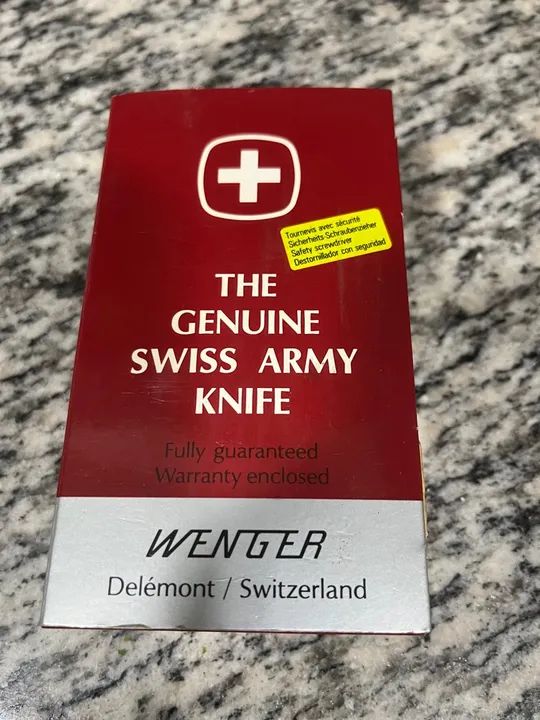 Tournevis avec sécurité
Sicherheits-Schraubenzieher
Safety screwdriver
Destornillador con seguridad
THE
GENUINE
SWISS ARMY
KNIFE
Fully guaranteed
Warranty enclosed
WENGER
Delémont / Switzerland